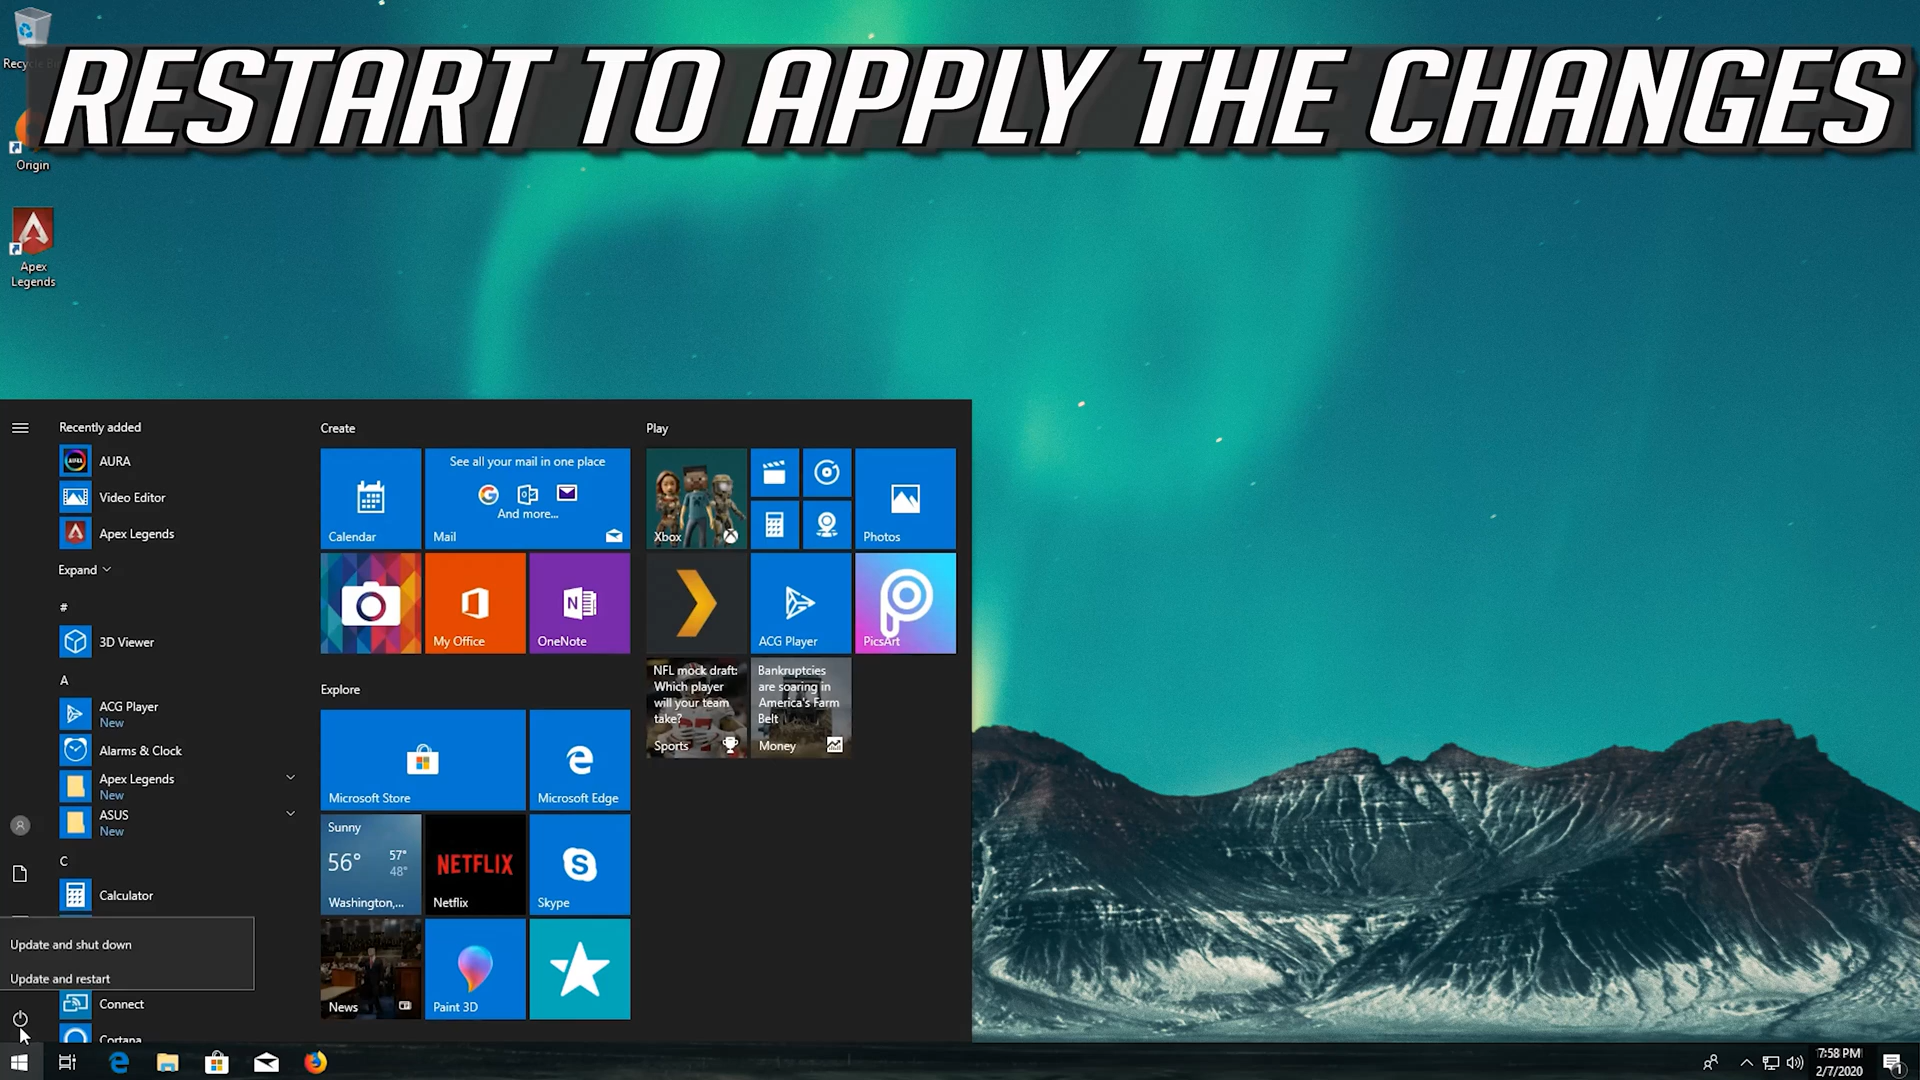 RESTART TO APPLY THE CHANGES
Origin
Apex
Legends
Recently added
AURA
Video Editor
Apex Legends
Expand
#
3D Viewer
A
ACG Player
New
Alarms & Clock
Apex Legends
New
ASUS
New
C
Calculator
Update and shut down
Update and restart
Connect
Cortana
Create
Calendar
See all your mail in one place
And more...
Mail
My Office
OneNote
Explore
Microsoft Store
Microsoft Edge
Sunny
56°
57°
48°
Washington,...
NETFLIX
Netflix
Skype
News
Paint 3D
Play
Xbox
Photos
ACG Player
PicsArt
NFL mock draft:
Which player
will your team
take?
Sports
Bankruptcies
are soaring in
America's Farm
Belt
Money
7:58 PM
2/7/2020
1